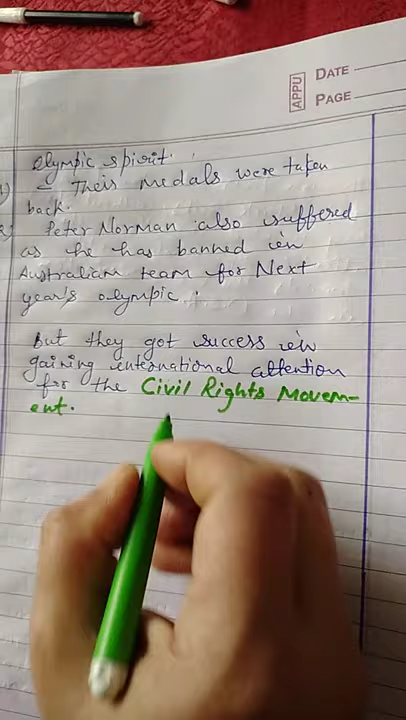 APPU
DATE
PAGE
Olympic spirit.
1)
→ Their medals were taken
back.
2)
Peter Norman also suffered
as he has banned in
Australian team for Next
year's olympic.
But they got success in
gaining international attention
for the Civil Rights Movem-
ent.